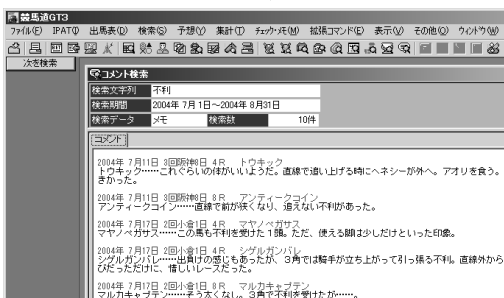 競馬道GT3
ファイル(F) IPAT(I) 出馬表(D) 検索(S) 予想(Y) 集計(T) チェック・メモ(M) 拡張コマンド(E) 表示(V) その他(O) ウィンドウ(W)
次を検索
コメント検索
検索文字列 不利
検索期間 2004年 7月 1日～2004年 8月31日
検索データ メモ 検索数 10件
コメント
2004年 7月11日 3回阪神8日 4R トウキック
トウキック……これぐらいの体がいいようだ。直線で追い上げる時にヘネシーが外へ。アオリを食う。
きかった。
2004年 7月11日 3回阪神8日 8R アンティークコイン
アンティークコイン……直線で前が狭くなり、追えない不利があった。
2004年 7月17日 2回小倉1日 4R マヤノペガサス
マヤノペガサス……この馬も不利を受けた1頭。ただ、使える脚は少しだけといった印象。
2004年 7月17日 2回小倉1日 4R シゲルガンバレ
シゲルガンバレ……出負けの感じもあったが、3角では騎手が立ち上がって引っ張る不利。直線外から
びだっただけに、惜しいレースだった。
2004年 7月17日 2回小倉1日 8R マルカキャプテン
マルカキャプテン……そう太くなし。3角で不利を受けたが……。